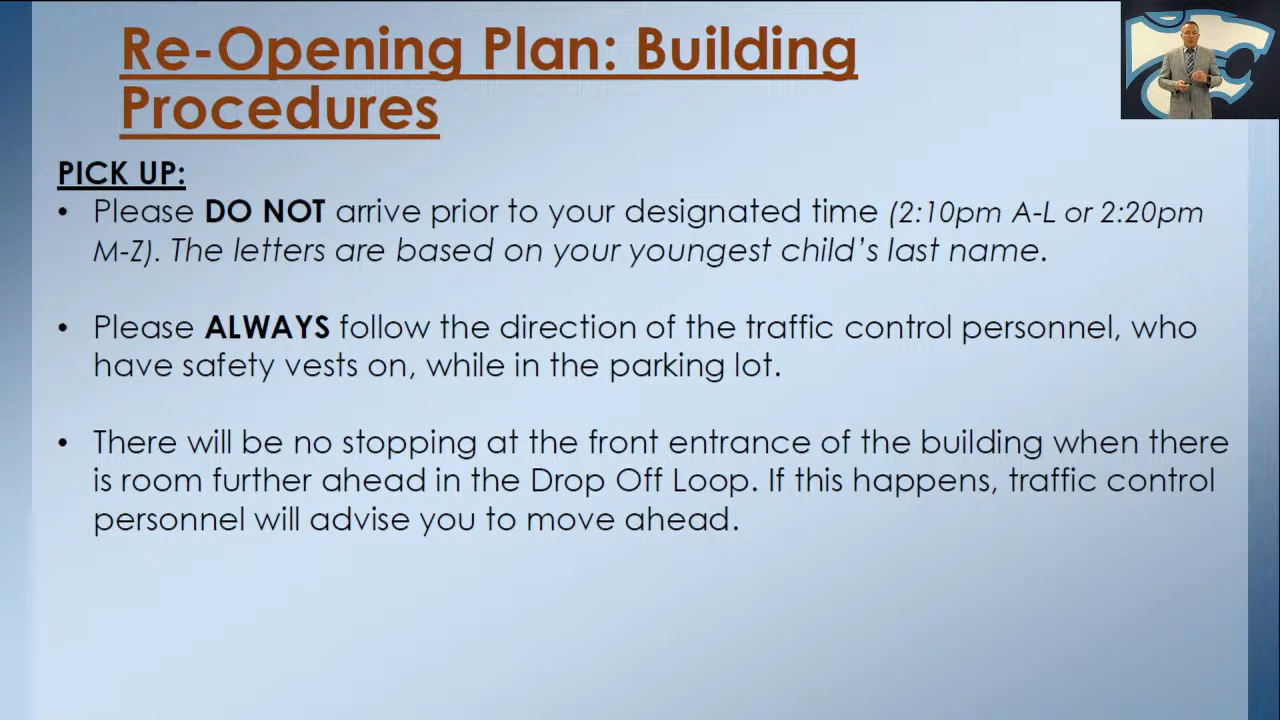 Re-Opening Plan: Building
Procedures
PICK UP:
• Please DO NOT arrive prior to your designated time (2:10pm A-L or 2:20pm
M-Z). The letters are based on your youngest child’s last name.
• Please ALWAYS follow the direction of the traffic control personnel, who
have safety vests on, while in the parking lot.
• There will be no stopping at the front entrance of the building when there
is room further ahead in the Drop Off Loop. If this happens, traffic control
personnel will advise you to move ahead.